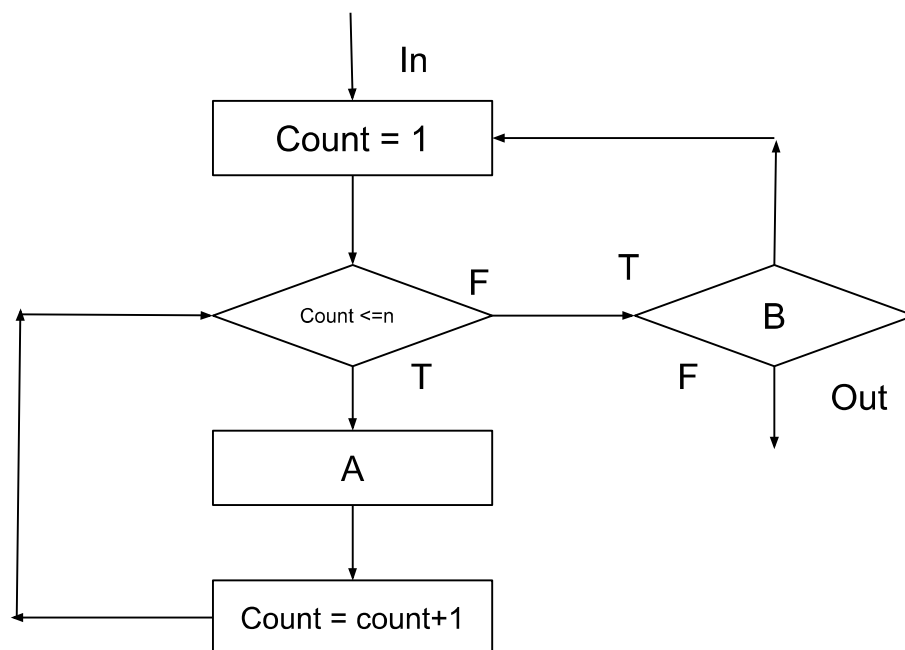 In
Count = 1
F
T
Count <=n
B
T
F
Out
A
Count = count+1